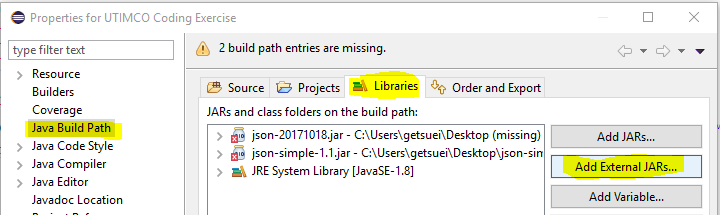 Properties for UTIMCO Coding Exercise
type filter text
Resource
Builders
Coverage
Java Build Path
Java Code Style
Java Compiler
Java Editor
Javadoc Location
2 build path entries are missing.
Source
Projects
Libraries
Order and Export
JARs and class folders on the build path:
json-20171018.jar - C:\Users\getsuei\Desktop (missing)
json-simple-1.1.jar - C:\Users\getsuei\Desktop\json-sim
JRE System Library [JavaSE-1.8]
Add JARs...
Add External JARs...
Add Variable...